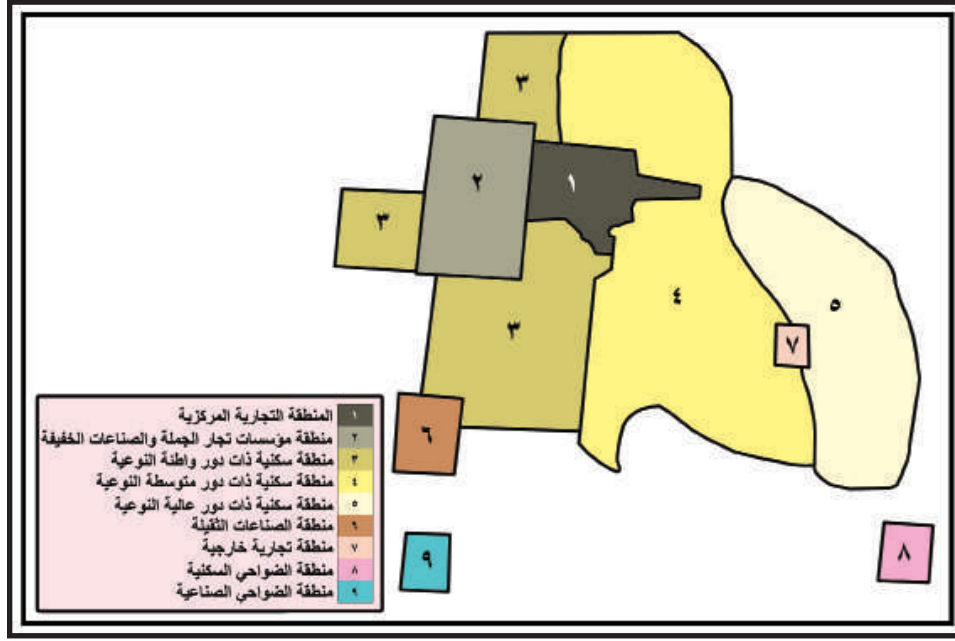 ٣
٢
١
٣
٤
٥
٣
٧
٦
٩
٨
١ المنطقة التجارية المركزية
٢ منطقة مؤسسات تجار الجملة والصناعات الخفيفة
٣ منطقة سكنية ذات دور واطئة النوعية
٤ منطقة سكنية ذات دور متوسطة النوعية
٥ منطقة سكنية ذات دور عالية النوعية
٦ منطقة الصناعات الثقيلة
٧ منطقة تجارية خارجية
٨ منطقة الضواحي السكنية
٩ منطقة الضواحي الصناعية